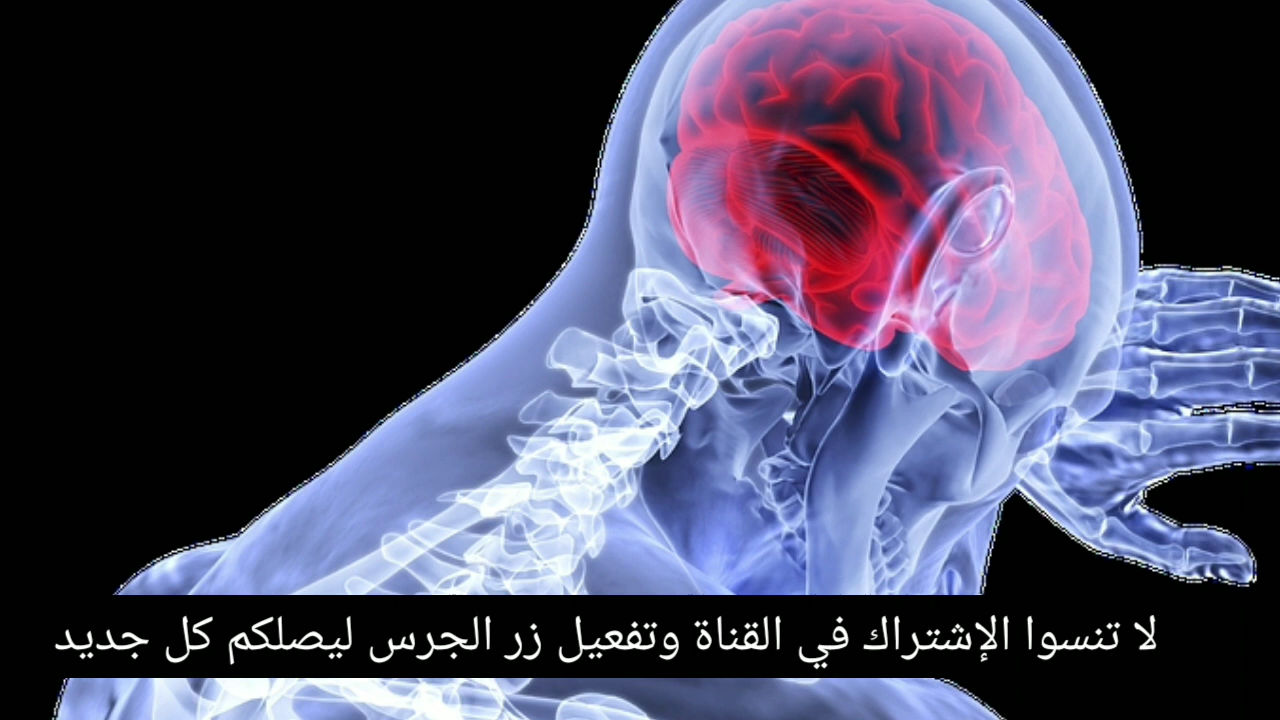 لا تنسوا الإشتراك في القناة وتفعيل زر الجرس ليصلكم كل جديد